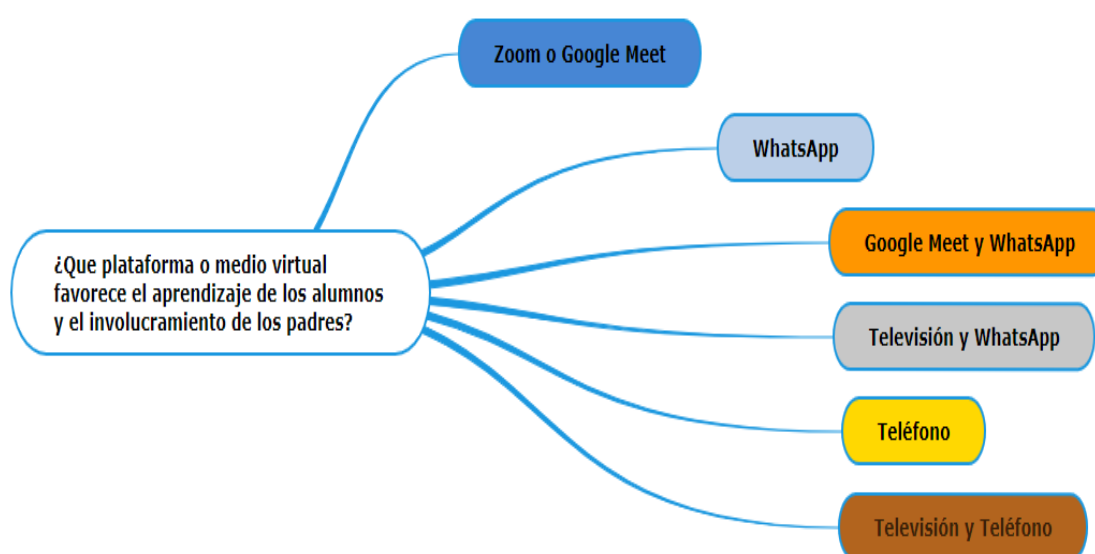 Zoom o Google Meet
WhatsApp
Google Meet y WhatsApp
¿Que plataforma o medio virtual
favorece el aprendizaje de los alumnos
y el involucramiento de los padres?
Televisión y WhatsApp
Teléfono
Televisión y Teléfono